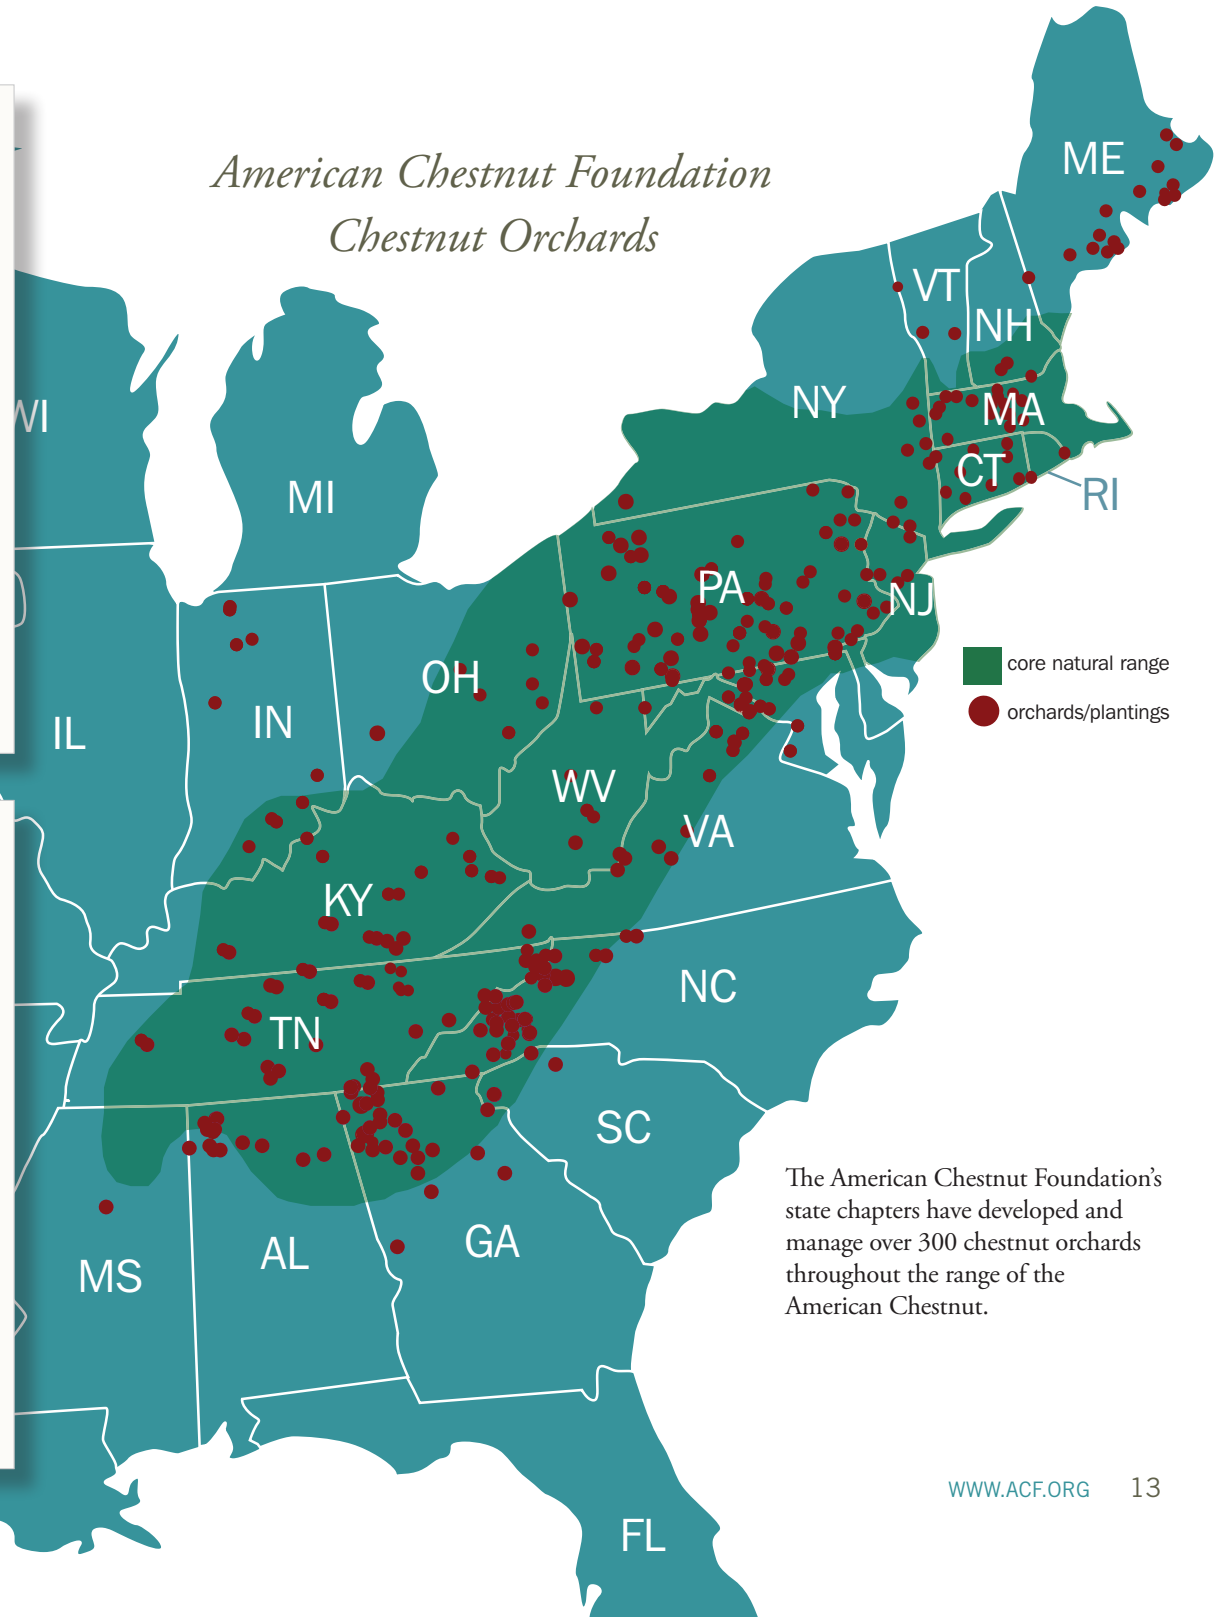 American Chestnut Foundation
Chestnut Orchards
ME
VT
NH
NY
MA
CT
RI
WI
MI
PA
NJ
OH
IN
IL
core natural range
orchards/plantings
WV
VA
KY
NC
TN
SC
The American Chestnut Foundation's
state chapters have developed and
manage over 300 chestnut orchards
throughout the range of the
American Chestnut.
GA
AL
MS
WWW.ACF.ORG 13
FL